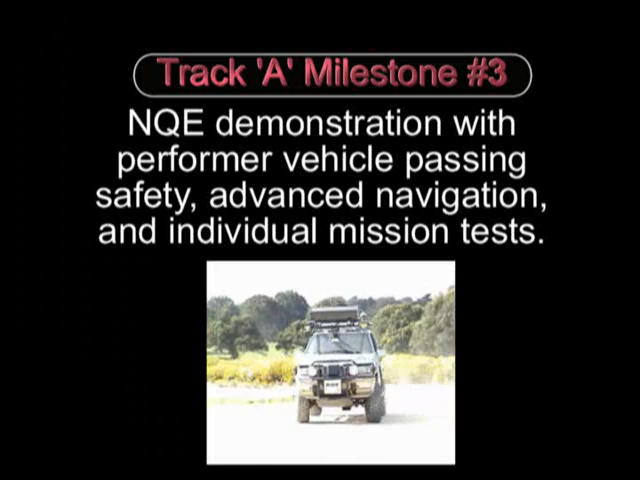 Track 'A' Milestone #3
NQE demonstration with
performer vehicle passing
safety, advanced navigation,
and individual mission tests.